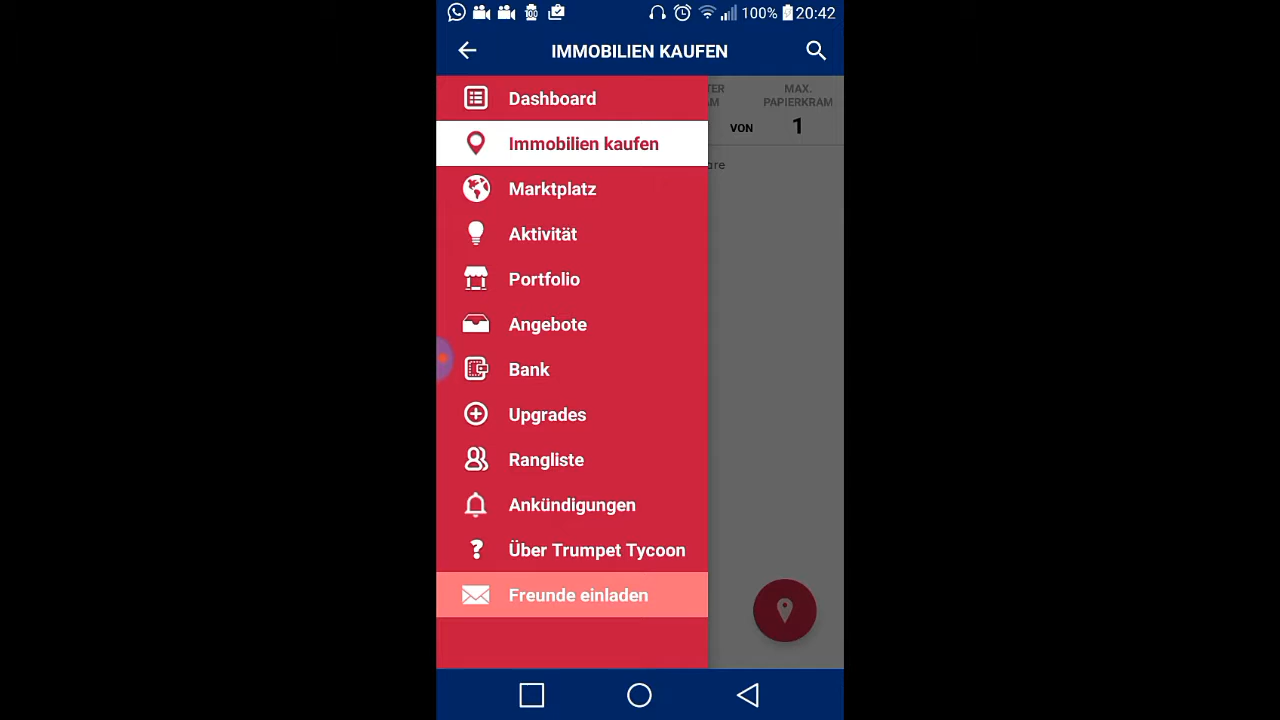 100% 20:42
IMMOBILIEN KAUFEN
Dashboard
Immobilien kaufen
Marktplatz
Aktivität
Portfolio
Angebote
Bank
Upgrades
Rangliste
Ankündigungen
Über Trumpet Tycoon
Freunde einladen
MAX.
PAPIERKRAM
VON 1